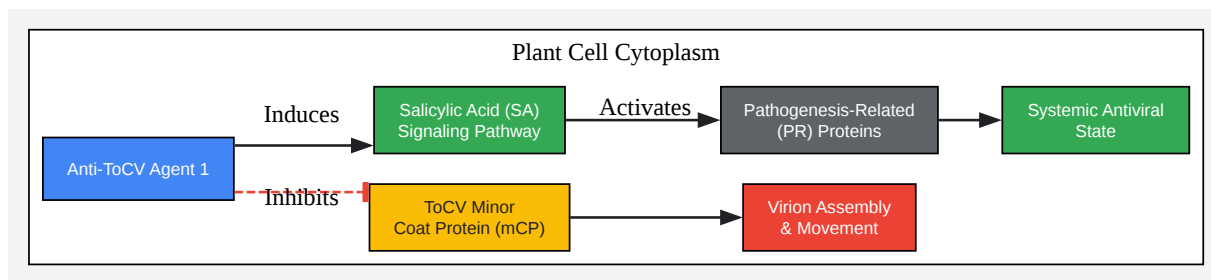 Plant Cell Cytoplasm
Induces
Salicylic Acid (SA)
Signaling Pathway
Activates
Pathogenesis-Related
(PR) Proteins
Systemic Antiviral
State
Anti-ToCV Agent 1
Inhibits
ToCV Minor
Coat Protein (mCP)
Virion Assembly
& Movement